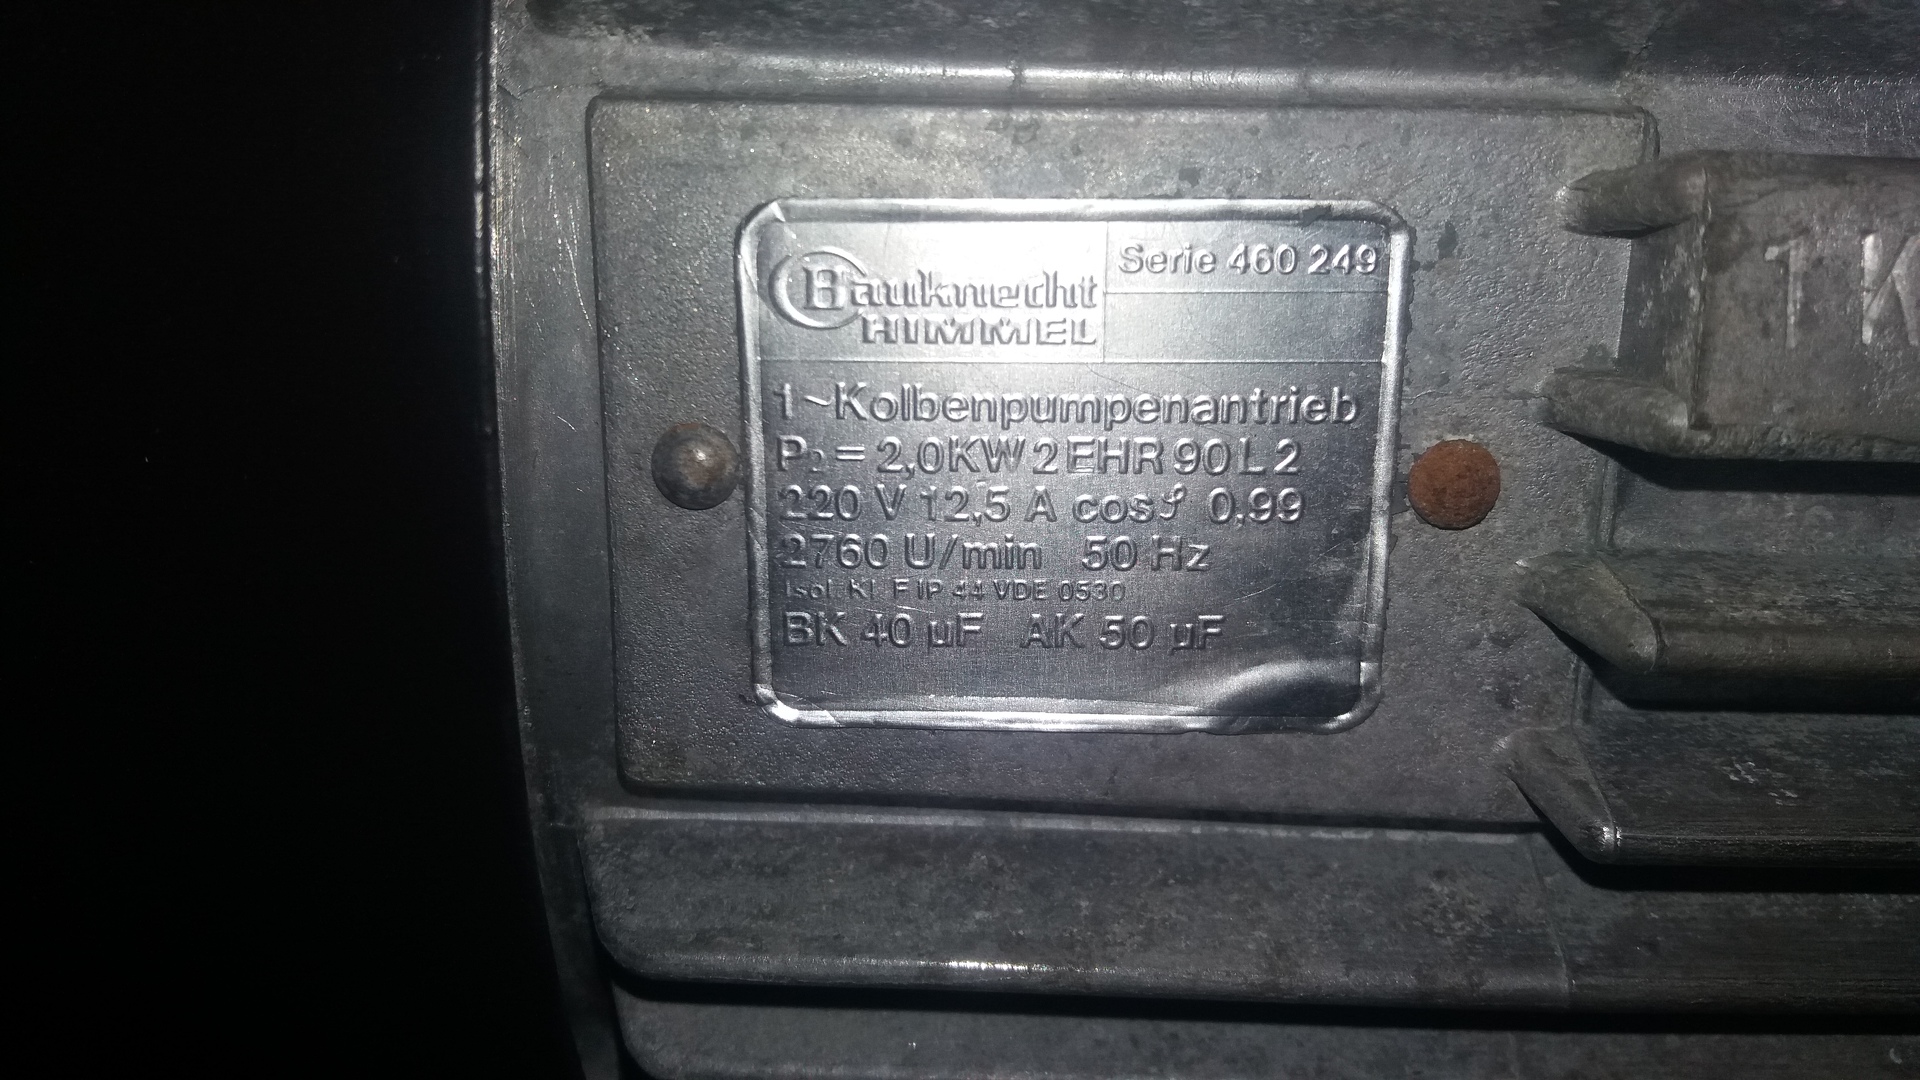 Bauknecht
HIMMEL
Serie 460 249
1~Kolbenpumpenantrieb
P₂ = 2,0KW 2EHR 90 L 2
220 V 12,5 A cosφ 0,99
2760 U/min 50 Hz
Isol. Kl. F IP 44 VDE 0530
BK 40 µF AK 50 µF
1 K